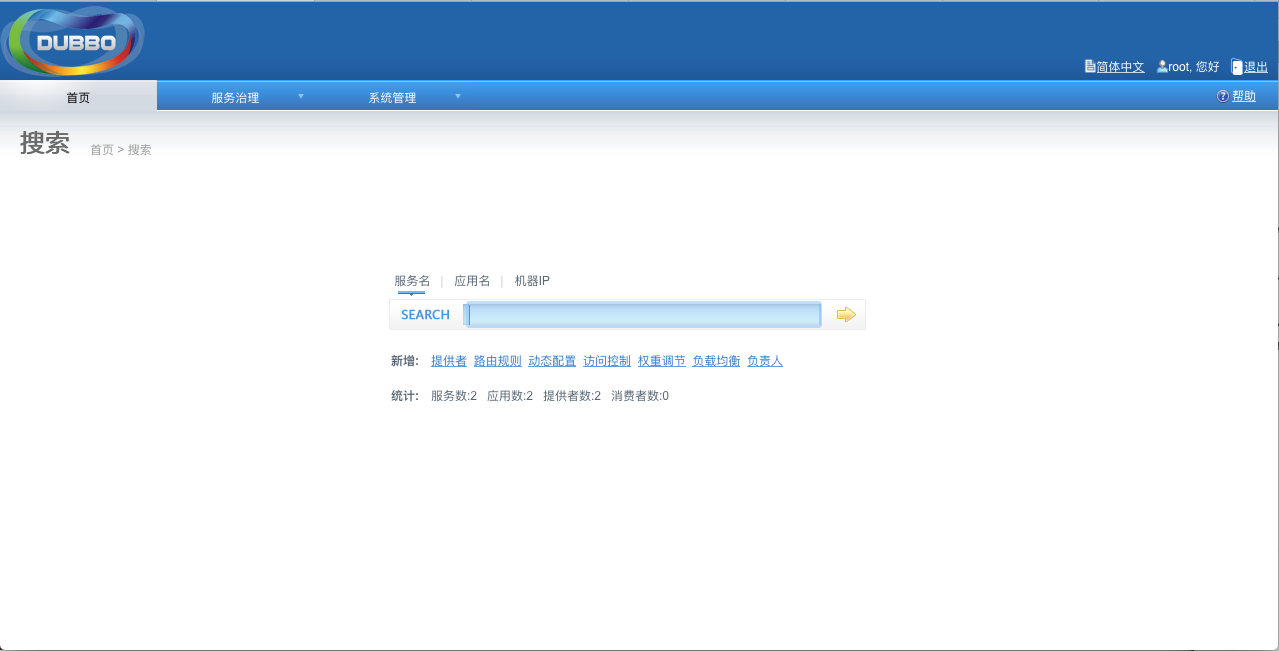 DUBBO
简体中文 root, 您好 退出
首页 服务治理 系统管理 帮助
搜索 首页 > 搜索
服务名 | 应用名 | 机器IP
SEARCH
新增: 提供者 路由规则 动态配置 访问控制 权重调节 负载均衡 负责人
统计: 服务数:2 应用数:2 提供者数:2 消费者数:0